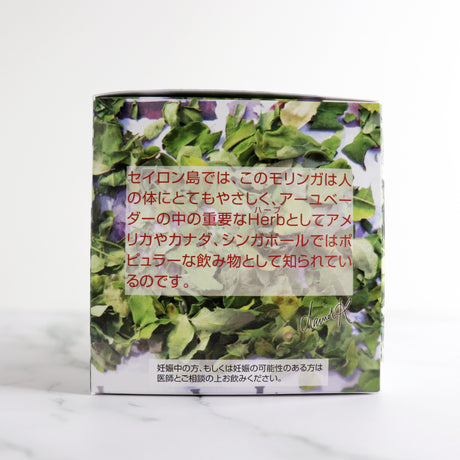 セイロン島では、このモリンガは人
の体にとてもやさしく、アーユベー
ハーブ
ダーの中の重要なHerbとしてアメ
リカやカナダ、シンガポールではポ
ピュラーな飲み物として知られてい
るのです。
妊娠中の方、もしくは妊娠の可能性のある方は
医師とご相談の上お飲みください。